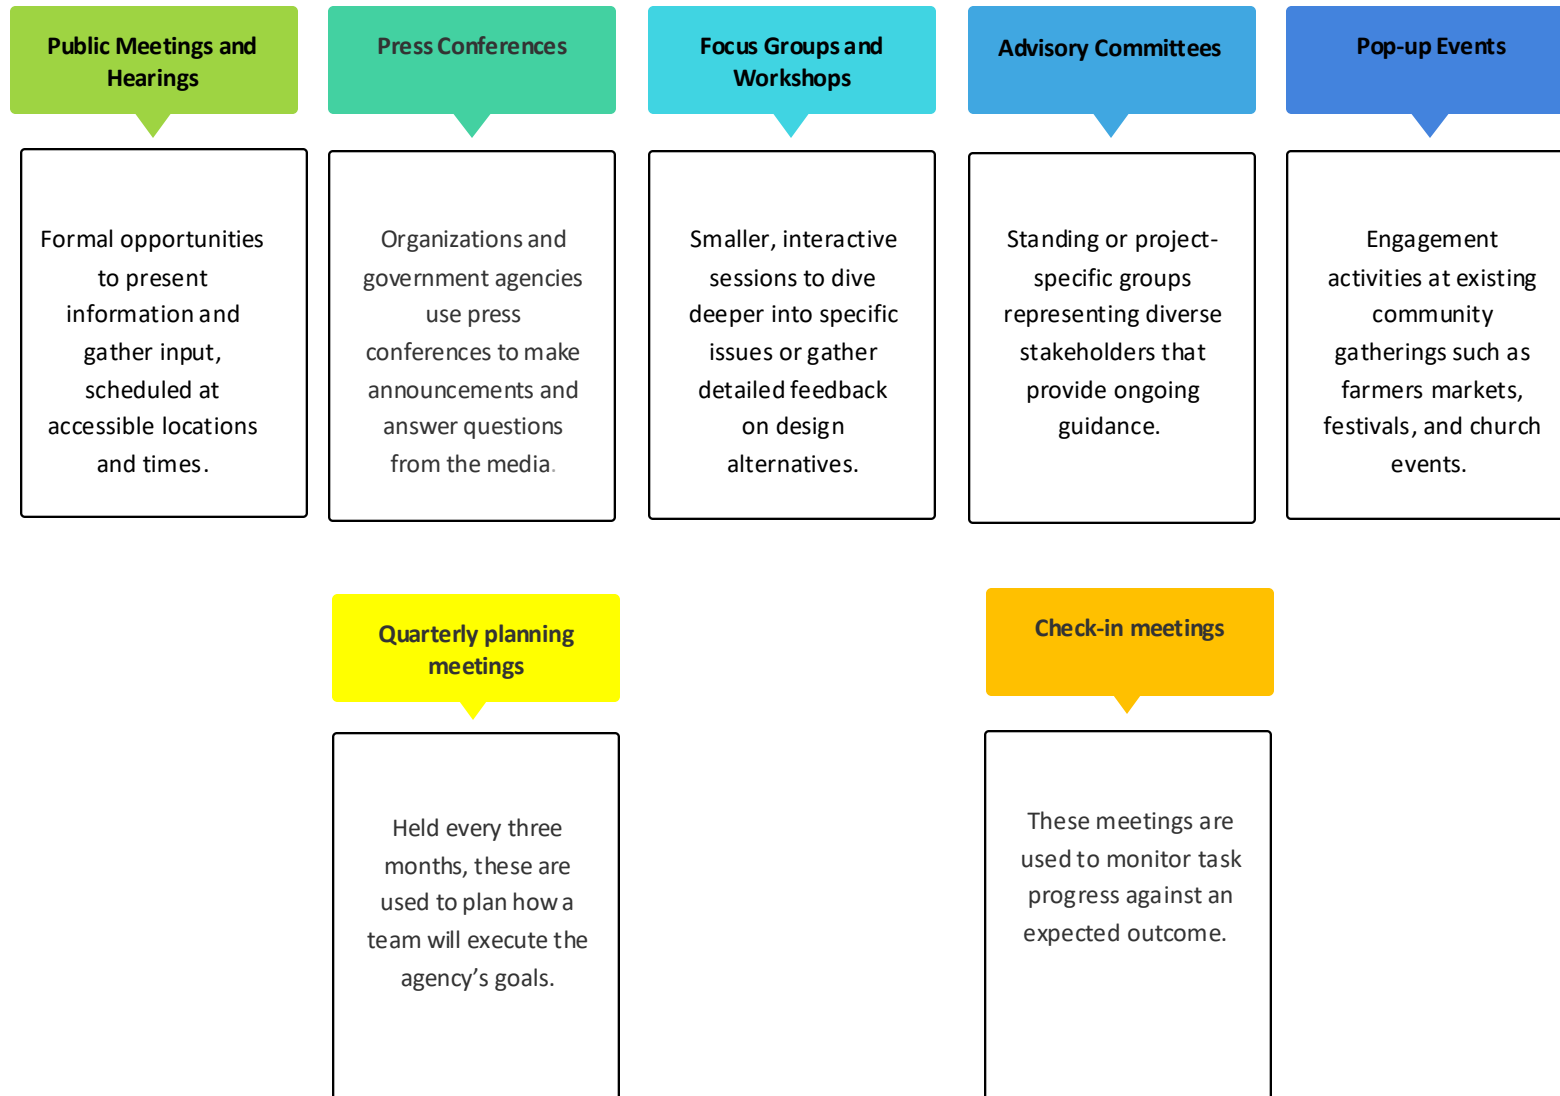 Public Meetings and
Hearings
Formal opportunities
to present
information and
gather input,
scheduled at
accessible locations
and times.
Press Conferences
Organizations and
government agencies
use press
conferences to make
announcements and
answer questions
from the media.
Focus Groups and
Workshops
Smaller, interactive
sessions to dive
deeper into specific
issues or gather
detailed feedback
on design
alternatives.
Advisory Committees
Standing or project-
specific groups
representing diverse
stakeholders that
provide ongoing
guidance.
Pop-up Events
Engagement
activities at existing
community
gatherings such as
farmers markets,
festivals, and church
events.
Quarterly planning
meetings
Held every three
months, these are
used to plan how a
team will execute the
agency’s goals.
Check-in meetings
These meetings are
used to monitor task
progress against an
expected outcome.